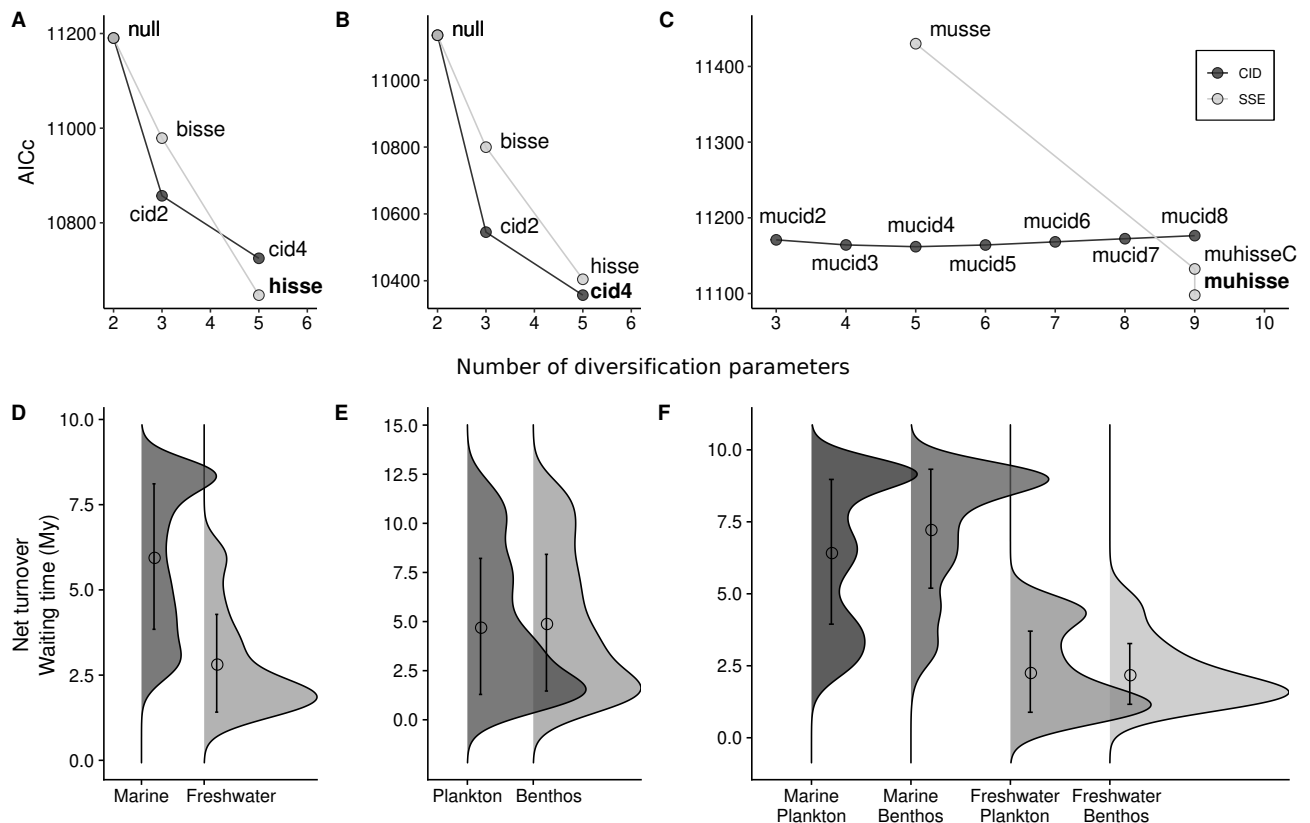 A
B
C
AICc
11200
11000
10800
null
bisse
cid2
cid4
hisse
2
3
4
5
6
11000
10800
10600
10400
null
bisse
cid2
hisse
cid4
2
3
4
5
6
11400
11300
11200
11100
musse
mucid2
mucid3
mucid4
mucid5
mucid6
mucid7
mucid8
muhisseC
muhisse
CID
SSE
3
4
5
6
7
8
9
10
Number of diversification parameters
D
E
F
Net turnover
Waiting time (My)
10.0
7.5
5.0
2.5
0.0
Marine
Freshwater
15.0
12.5
10.0
7.5
5.0
2.5
0.0
Plankton
Benthos
10.0
7.5
5.0
2.5
0.0
Marine
Plankton
Marine
Benthos
Freshwater
Plankton
Freshwater
Benthos